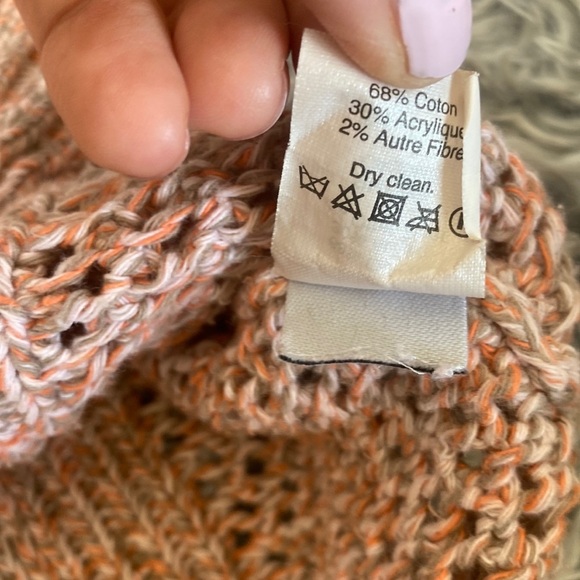 68% Coton
30% Acrylique
2% Autre Fibre
Dry clean.